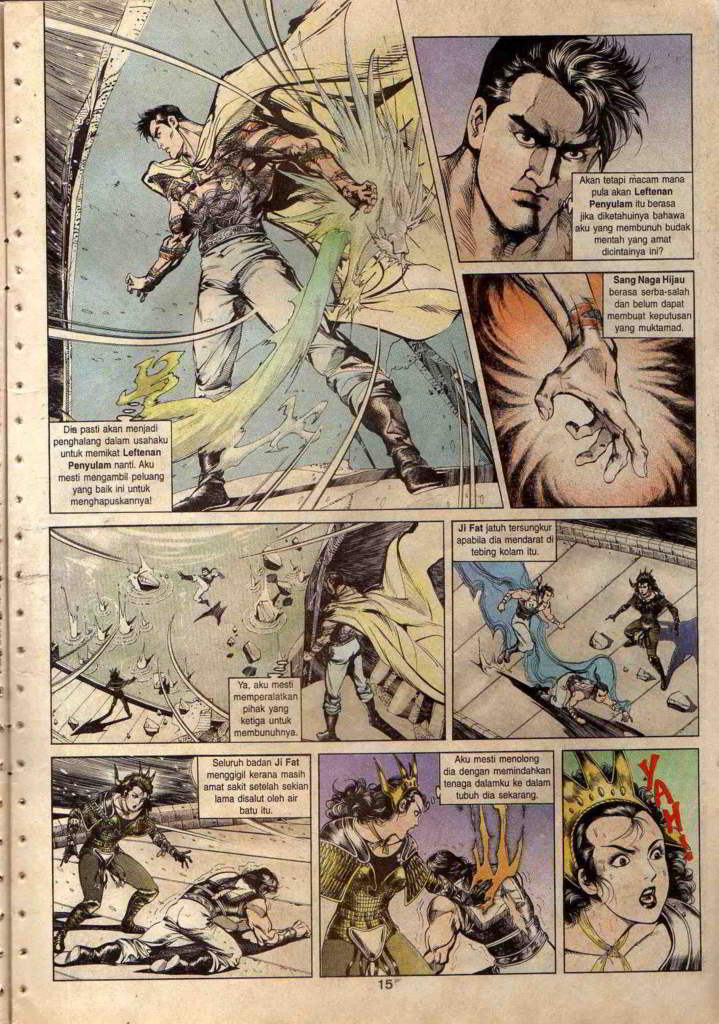 Dia pasti akan menjadi
penghalang dalam usahaku
untuk memikat Leftenan
Penyulam nanti. Aku
mesti mengambil peluang
yang baik ini untuk
menghapuskannya!
Akan tetapi macam mana
pula akan Leftenan
Penyulam itu berasa
jika diketahuinya bahawa
aku yang membunuh budak
mentah yang amat
dicintainya ini?
Sang Naga Hijau
berasa serba-salah
dan belum dapat
membuat keputusan
yang muktamad.
Ya, aku mesti
memperalatkan
pihak yang
ketiga untuk
membunuhnya.
Ji Fat jatuh tersungkur
apabila dia mendarat di
tebing kolam itu.
Seluruh badan Ji Fat
menggigil kerana masih
amat sakit setelah sekian
lama disalut oleh air
batu itu.
Aku mesti menolong
dia dengan memindahkan
tenaga dalamku ke dalam
tubuh dia sekarang.
YAH!
15